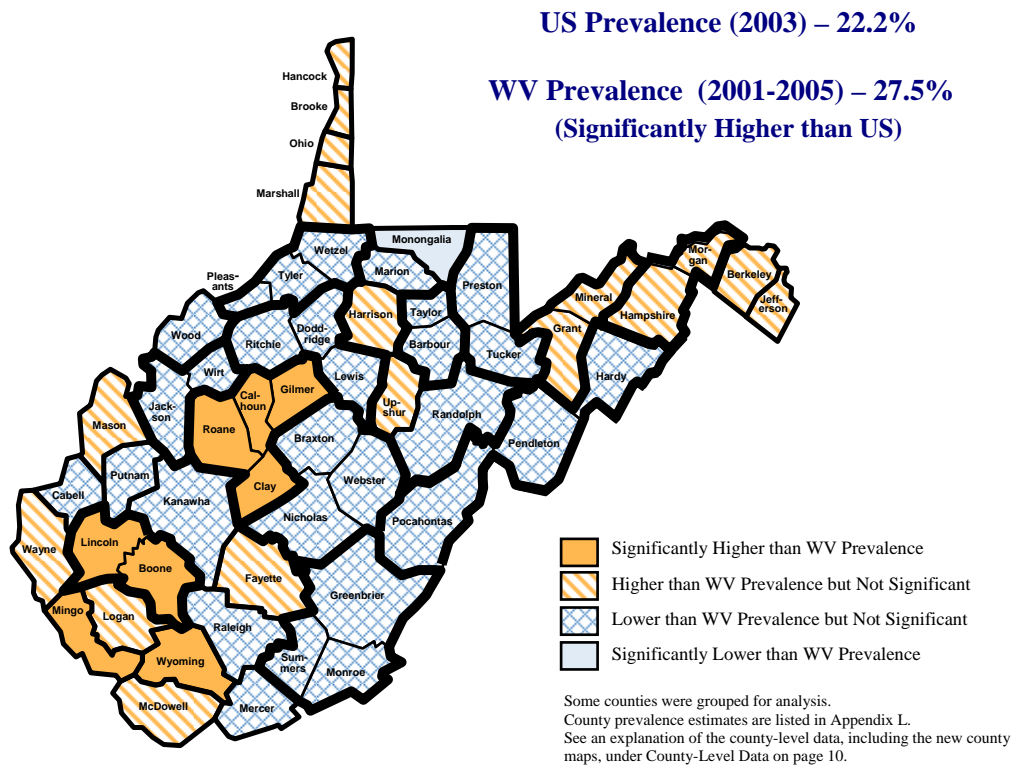 US Prevalence (2003) – 22.2%
WV Prevalence (2001-2005) – 27.5%
(Significantly Higher than US)
Hancock
Brooke
Ohio
Marshall
Wetzel
Monongalia
Marion
Preston
Pleas-
ants
Tyler
Mor-
gan
Berkeley
Jeff-
erson
Mineral
Hampshire
Grant
Hardy
Wood
Ritchie
Dodd-
ridge
Harrison
Taylor
Barbour
Tucker
Wirt
Lewis
Gilmer
Cal-
houn
Up-
shur
Randolph
Jack-
son
Roane
Mason
Braxton
Pendleton
Putnam
Cabell
Kanawha
Clay
Webster
Nicholas
Pocahontas
Lincoln
Wayne
Boone
Fayette
Greenbrier
Mingo
Logan
Raleigh
Wyoming
Sum-
mers
Monroe
McDowell
Mercer
Significantly Higher than WV Prevalence
Higher than WV Prevalence but Not Significant
Lower than WV Prevalence but Not Significant
Significantly Lower than WV Prevalence
Some counties were grouped for analysis.
County prevalence estimates are listed in Appendix L.
See an explanation of the county-level data, including the new county
maps, under County-Level Data on page 10.